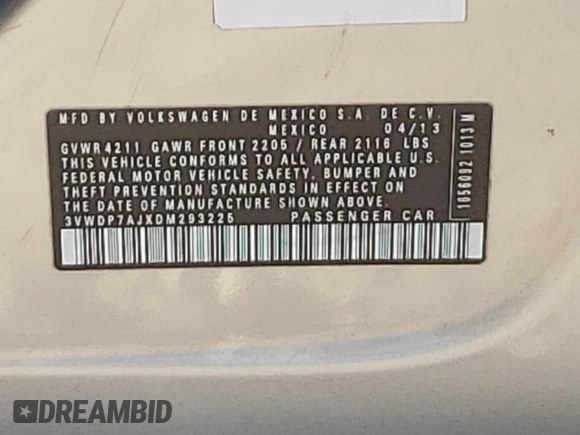 MFD BY VOLKSWAGEN DE MEXICO S.A. DE C.V.
MEXICO 04/13
GVWR 4211 GAWR FRONT 2205 / REAR 2116 LBS
THIS VEHICLE CONFORMS TO ALL APPLICABLE U.S.
FEDERAL MOTOR VEHICLE SAFETY, BUMPER AND
THEFT PREVENTION STANDARDS IN EFFECT ON
THE DATE OF MANUFACTURE SHOWN ABOVE.
3VWDP7AJXDM293225 PASSENGER CAR
1656092 1013 M
DREAMBID